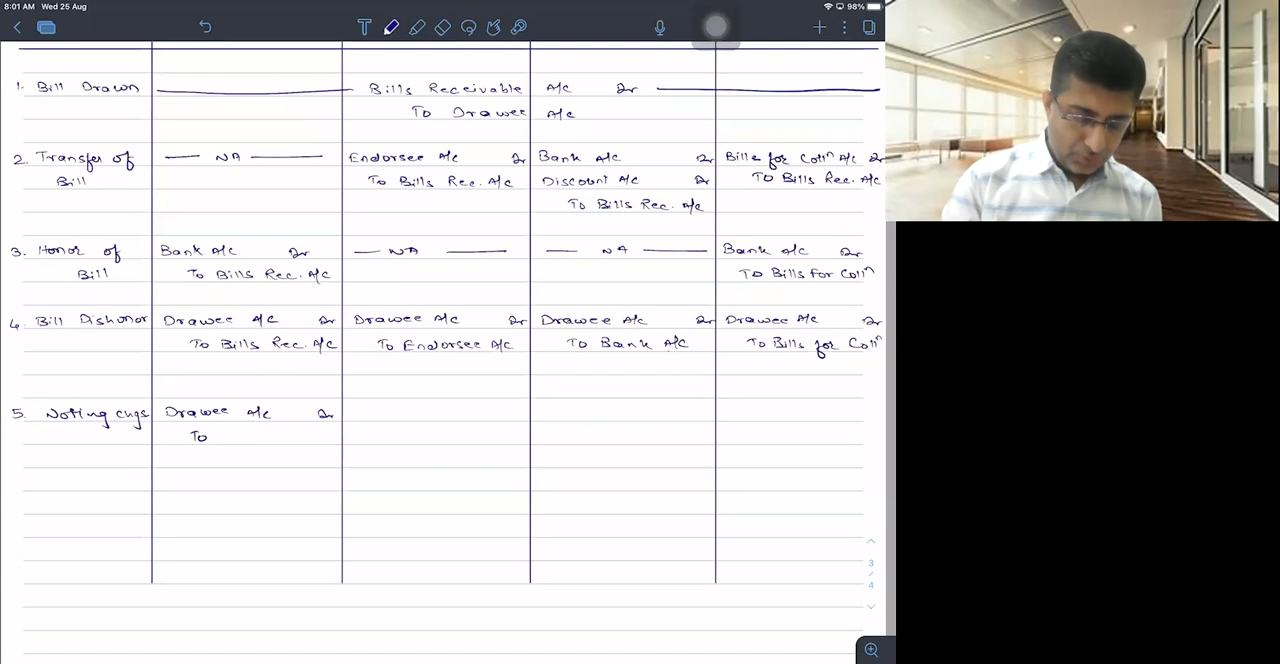 8:01 AM Wed 25 Aug
98%
1. Bill Drawn Bills Receivable A/c Dr
To Drawee A/c
2. Transfer of — NA — Endorsee A/c Dr Bank A/c Dr Bills for Collⁿ A/c Dr
Bill To Bills Rec. A/c Discount A/c Dr To Bills Rec. A/c
To Bills Rec. A/c
3. Honor of Bank A/c Dr — NA — — NA — Bank A/c Dr
Bill To Bills Rec. A/c To Bills for Collⁿ
4. Bill Dishonor Drawee A/c Dr Drawee A/c Dr Drawee A/c Dr Drawee A/c Dr
To Bills Rec. A/c To Endorsee A/c To Bank A/c To Bills for Collⁿ
5. Noting chgs Drawee A/c Dr
To
3
/
4